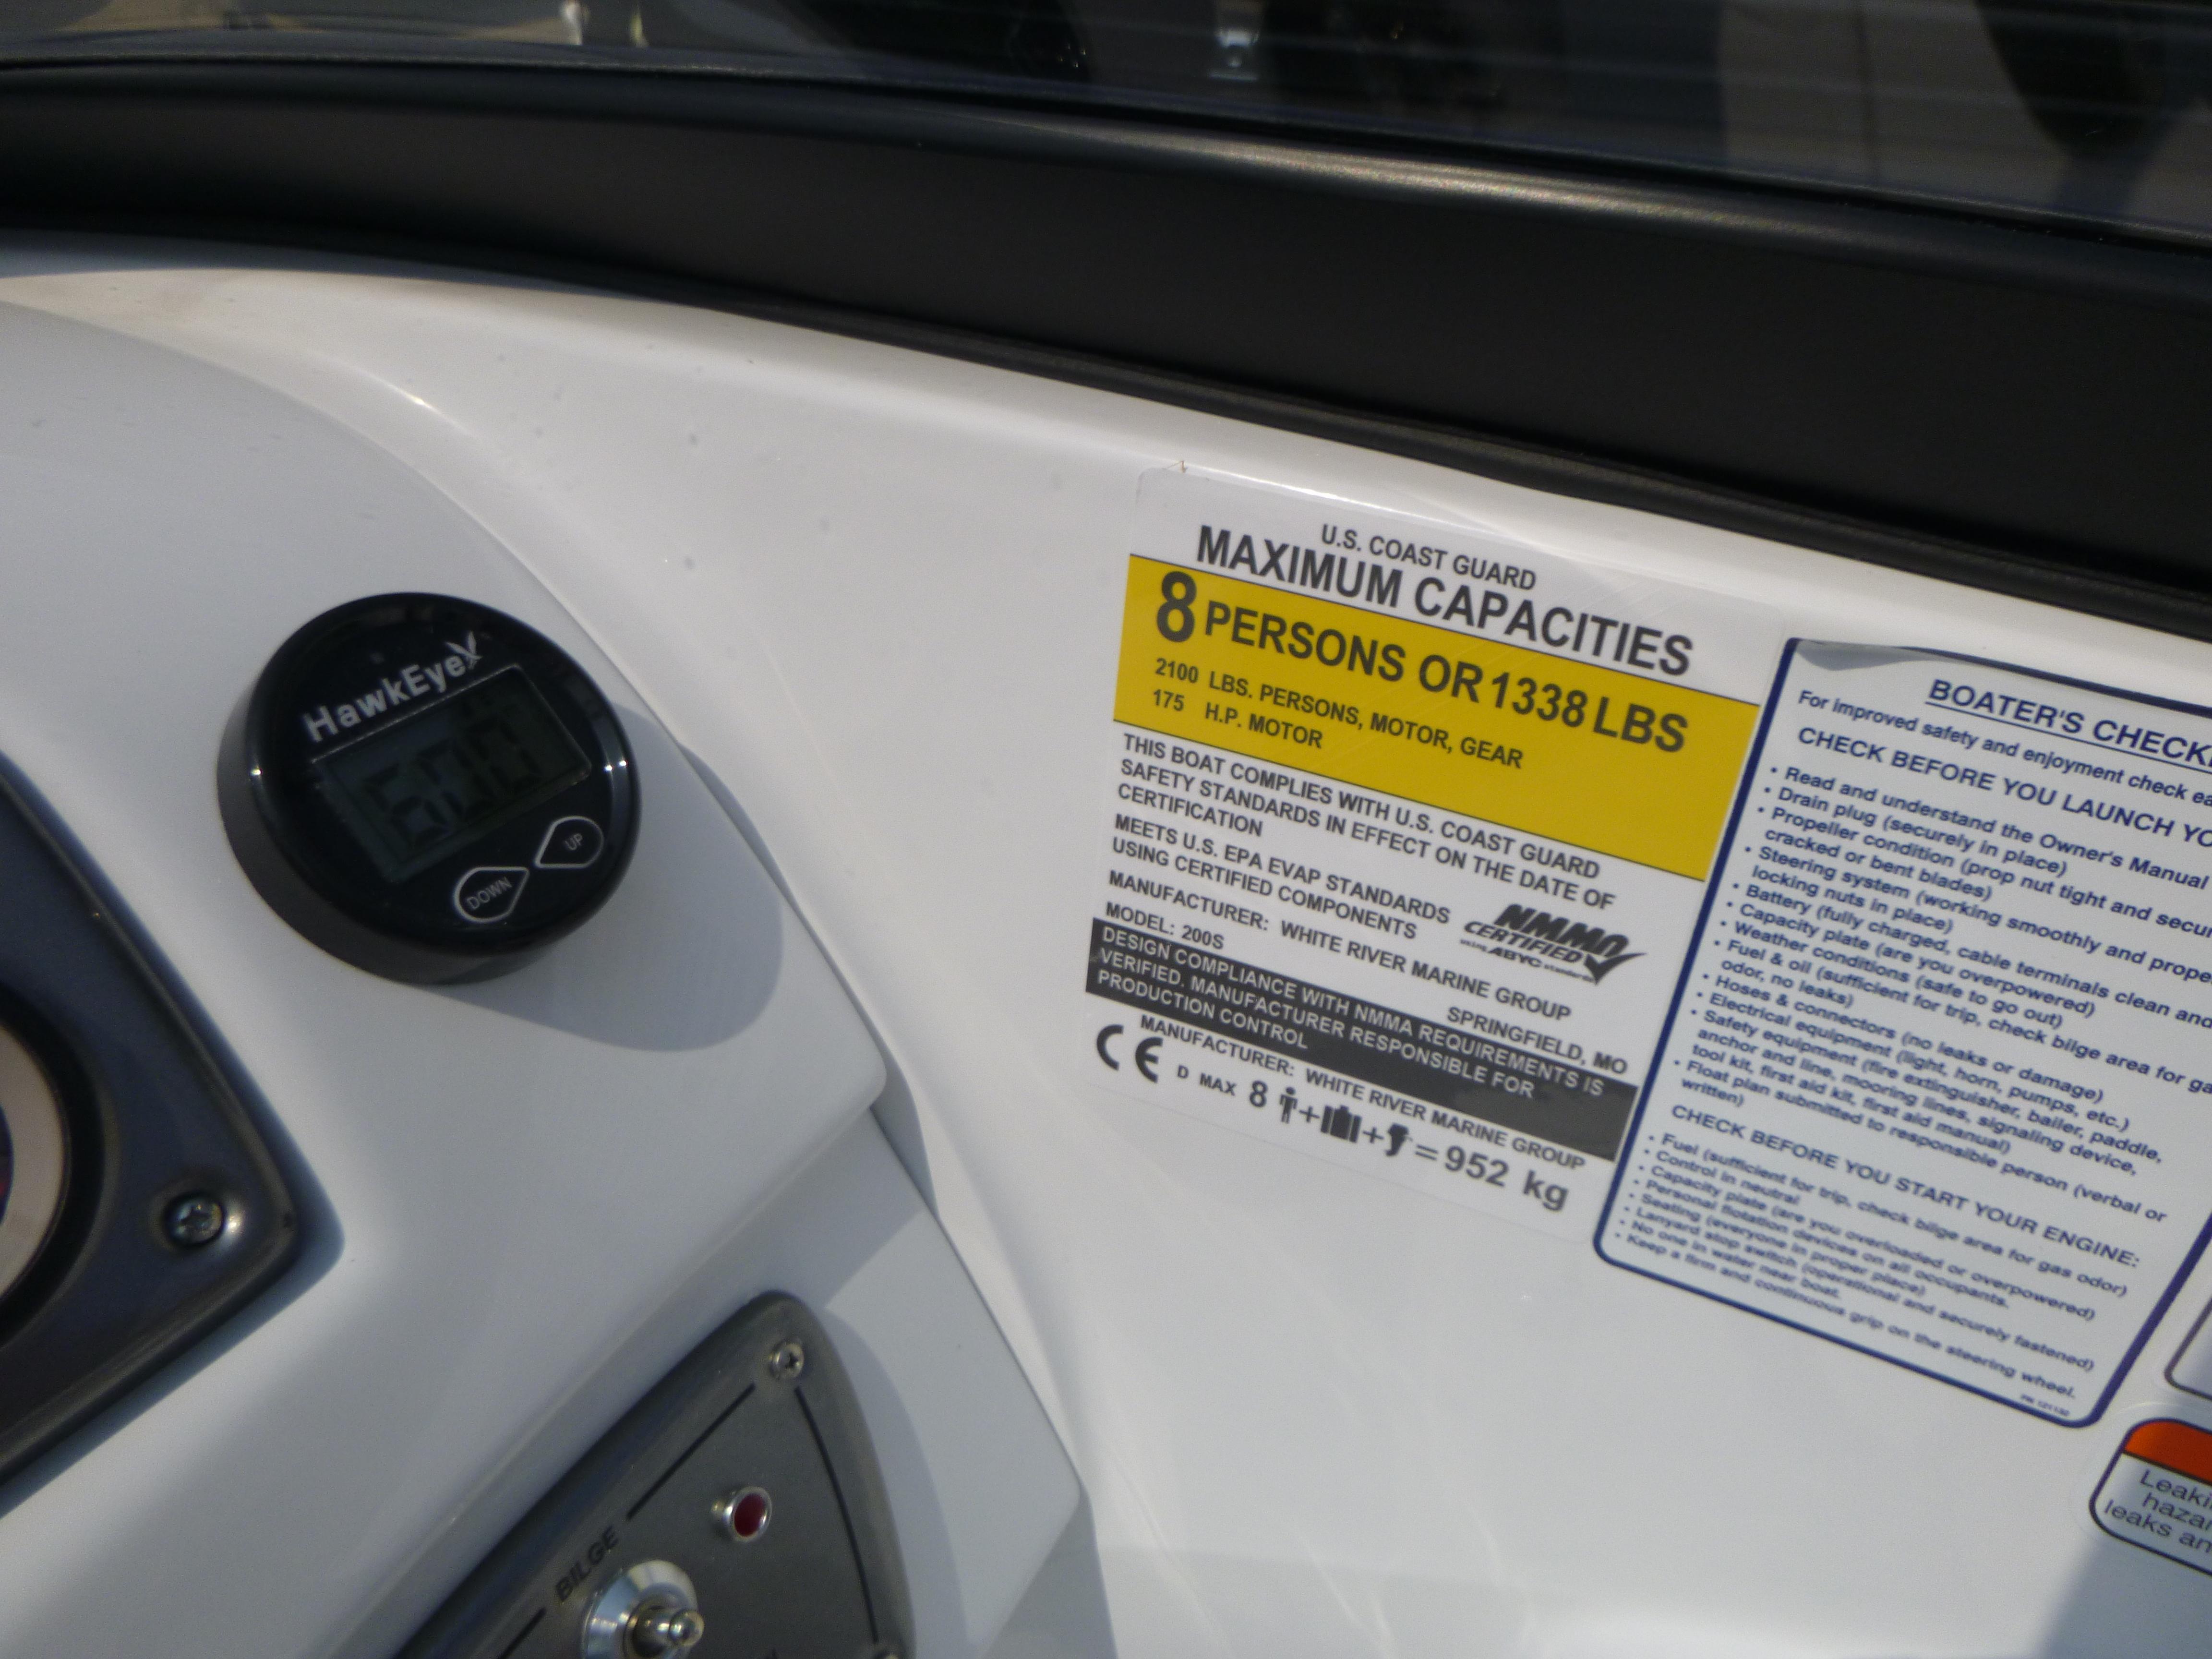 HawkEye
DOWN
UP
BILGE
U.S. COAST GUARD
MAXIMUM CAPACITIES
8 PERSONS OR 1338 LBS
2100 LBS. PERSONS, MOTOR, GEAR
175 H.P. MOTOR
THIS BOAT COMPLIES WITH U.S. COAST GUARD
SAFETY STANDARDS IN EFFECT ON THE DATE OF
CERTIFICATION
MEETS U.S. EPA EVAP STANDARDS
USING CERTIFIED COMPONENTS
NMMA
CERTIFIED
using ABYC standards
MANUFACTURER: WHITE RIVER MARINE GROUP
MODEL: 200S
SPRINGFIELD, MO
DESIGN COMPLIANCE WITH NMMA REQUIREMENTS IS
VERIFIED. MANUFACTURER RESPONSIBLE FOR
PRODUCTION CONTROL
MANUFACTURER: WHITE RIVER MARINE GROUP
CE D MAX 8 + + = 952 kg
BOATER'S CHECK
For improved safety and enjoyment check ea
CHECK BEFORE YOU LAUNCH YO
• Read and understand the Owner's Manual
• Drain plug (securely in place)
• Propeller condition (prop nut tight and secur
cracked or bent blades)
• Steering system (working smoothly and prope
locking nuts in place)
• Battery (fully charged, cable terminals clean and
• Capacity plate (are you overpowered)
• Weather conditions (safe to go out)
• Fuel & oil (sufficient for trip, check bilge area for ga
odor, no leaks)
• Hoses & connectors (no leaks or damage)
• Electrical equipment (light, horn, pumps, etc.)
• Safety equipment (fire extinguisher, bailer, paddle,
anchor and line, mooring lines, signaling device,
tool kit, first aid kit, first aid manual)
• Float plan submitted to responsible person (verbal or
written)
CHECK BEFORE YOU START YOUR ENGINE:
• Fuel (sufficient for trip, check bilge area for gas odor)
• Control in neutral
• Capacity plate (are you overloaded or overpowered)
• Personal flotation devices on all occupants.
• Seating (everyone in proper place)
• Lanyard stop switch (operational and securely fastened)
• No one in water near boat.
• Keep a firm and continuous grip on the steering wheel.
Leaki
hazar
leaks an